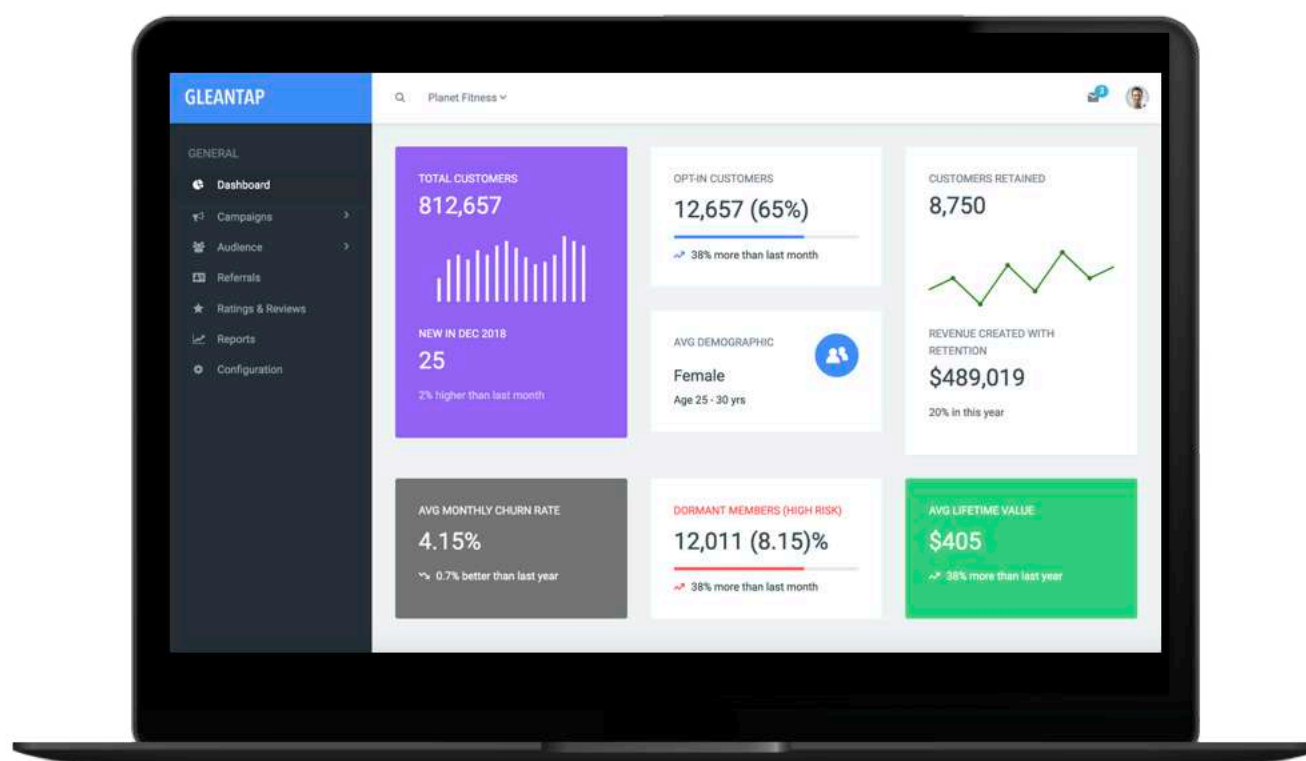 GLEANTAP
Planet Fitness
GENERAL
Dashboard
Campaigns
Audience
Referrals
Ratings & Reviews
Reports
Configuration
TOTAL CUSTOMERS
812,657
NEW IN DEC 2018
25
2% higher than last month
OPT-IN CUSTOMERS
12,657 (65%)
38% more than last month
AVG DEMOGRAPHIC
Female
Age 25 - 30 yrs
CUSTOMERS RETAINED
8,750
REVENUE CREATED WITH
RETENTION
$489,019
20% in this year
AVG MONTHLY CHURN RATE
4.15%
0.7% better than last year
DORMANT MEMBERS (HIGH RISK)
12,011 (8.15)%
38% more than last month
AVG LIFETIME VALUE
$405
38% more than last year